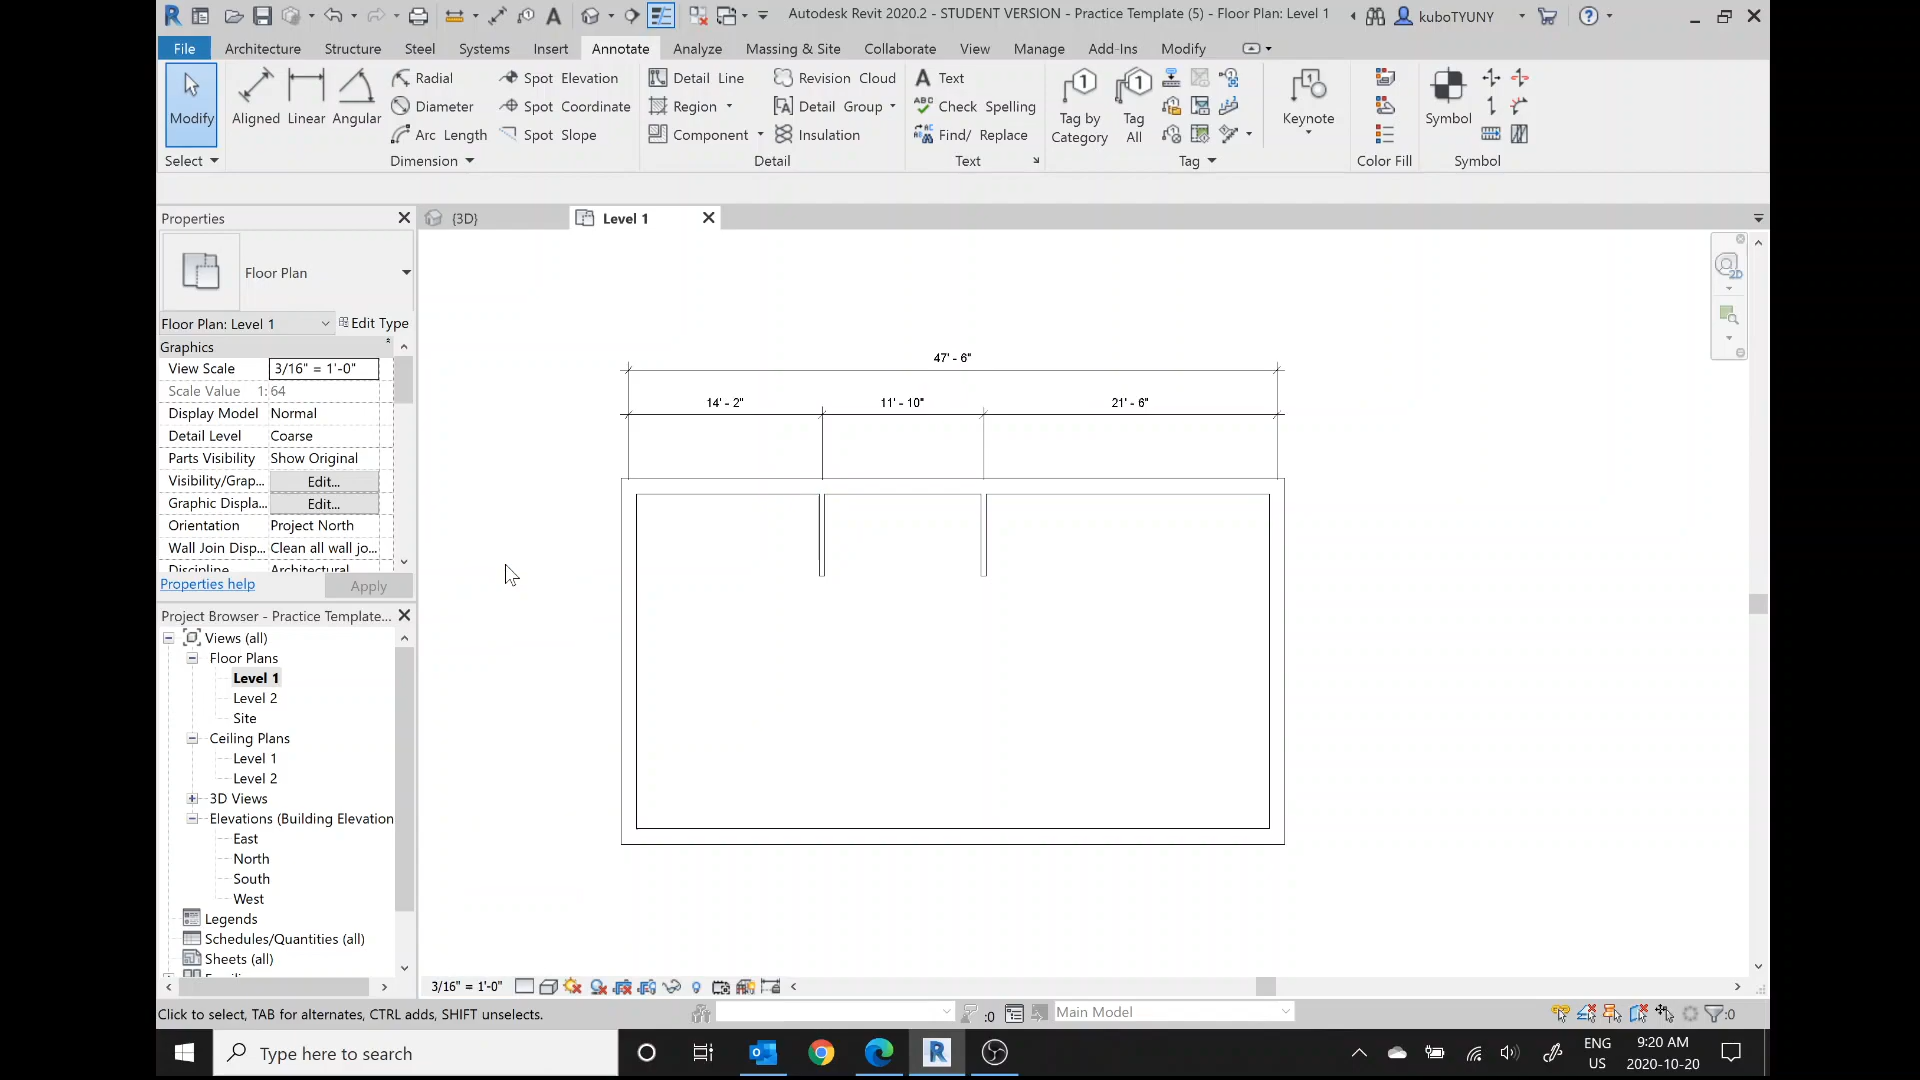 Autodesk Revit 2020.2 - STUDENT VERSION - Practice Template (5) - Floor Plan: Level 1
kuboTYUNY
File Architecture Structure Steel Systems Insert Annotate Analyze Massing & Site Collaborate View Manage Add-Ins Modify
Modify
Select
Aligned Linear Angular
Radial
Diameter
Arc Length
Spot Elevation
Spot Coordinate
Spot Slope
Dimension
Detail Line
Region
Component
Revision Cloud
Detail Group
Insulation
Detail
Text
Check Spelling
Find/ Replace
Text
Tag by
Category
Tag
All
Tag
Keynote
Color Fill
Symbol
Symbol
Properties
{3D}
Level 1
Floor Plan
Floor Plan: Level 1
Edit Type
Graphics
View Scale 3/16" = 1'-0"
Scale Value 1: 64
Display Model Normal
Detail Level Coarse
Parts Visibility Show Original
Visibility/Grap... Edit...
Graphic Displa... Edit...
Orientation Project North
Wall Join Disp... Clean all wall jo...
Discipline Architectural
Properties help Apply
Project Browser - Practice Template...
Views (all)
Floor Plans
Level 1
Level 2
Site
Ceiling Plans
Level 1
Level 2
3D Views
Elevations (Building Elevation
East
North
South
West
Legends
Schedules/Quantities (all)
Sheets (all)
47' - 6"
14' - 2" 11' - 10" 21' - 6"
2D
3/16" = 1'-0"
Click to select, TAB for alternates, CTRL adds, SHIFT unselects.
:0
Main Model
:0
Type here to search
ENG
US
9:20 AM
2020-10-20